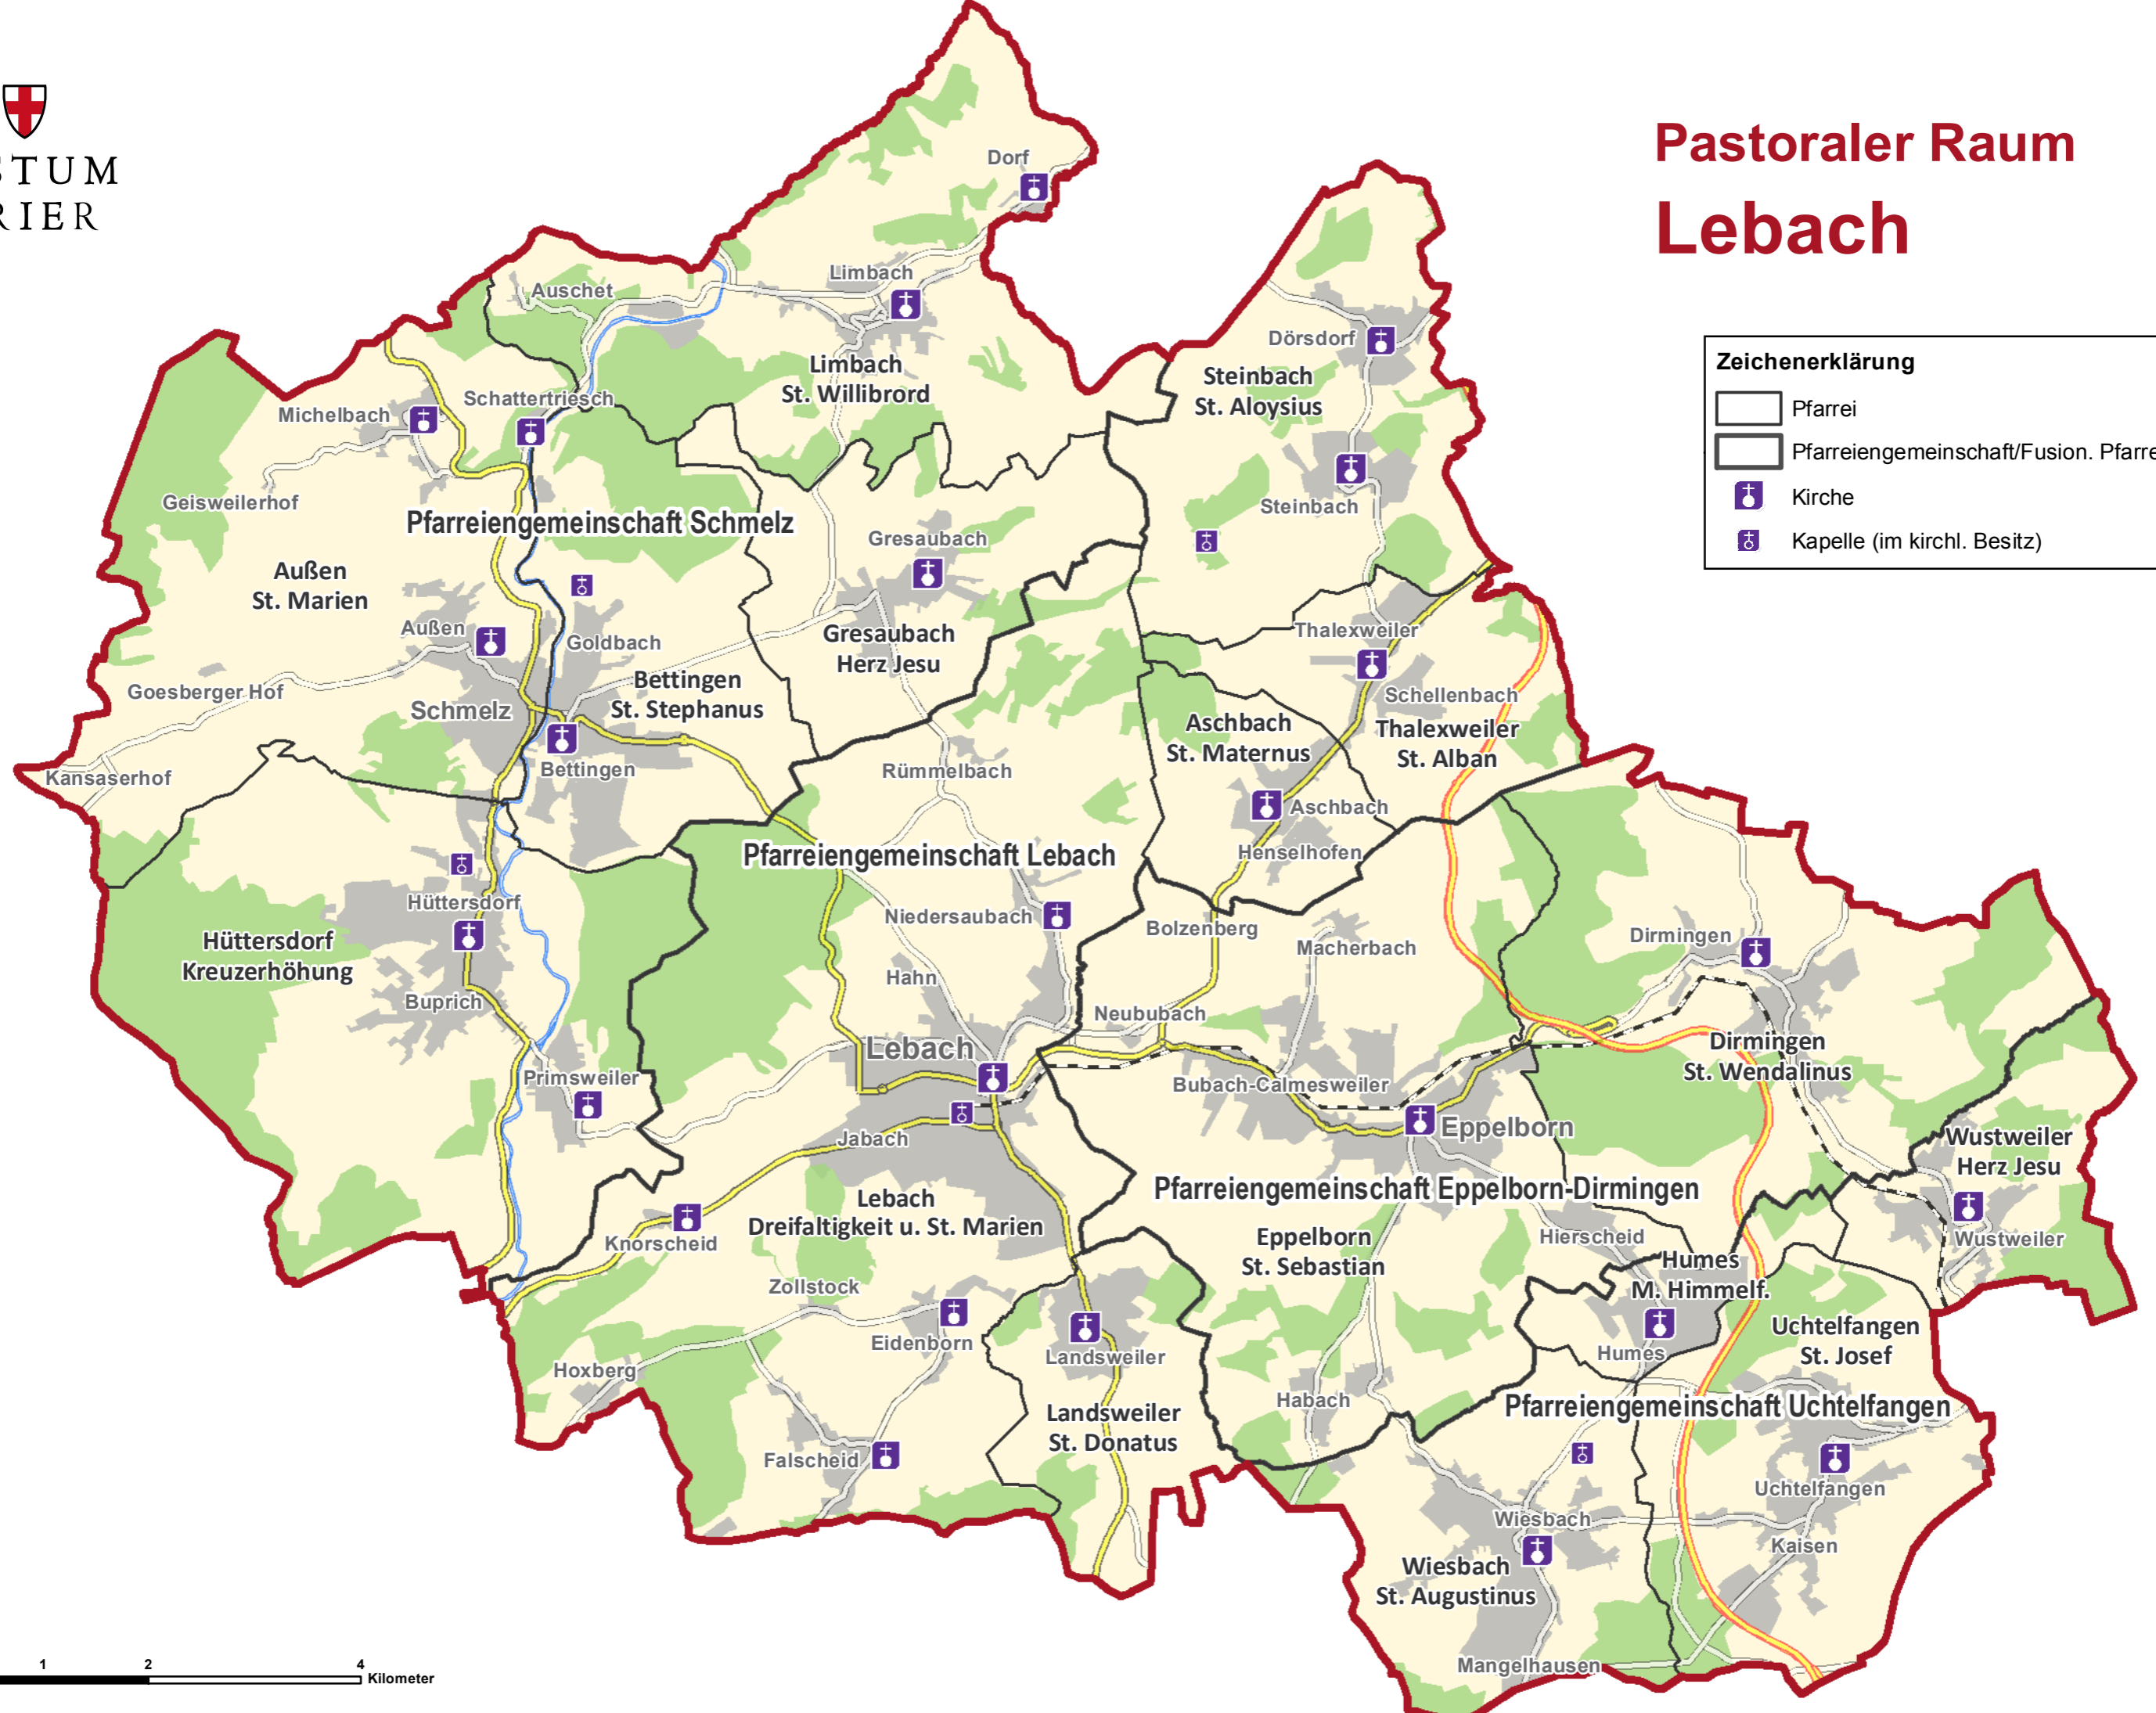 STUM
RIER
Pastoraler Raum
Lebach
Zeichenerklärung
Pfarrei
Pfarreiengemeinschaft/Fusion. Pfarre
Kirche
Kapelle (im kirchl. Besitz)
Dorf
Limbach
Auschet
Limbach
St. Willibrord
Dörsdorf
Steinbach
St. Aloysius
Schattertriesch
Michelbach
Geisweilerhof
Steinbach
Pfarreiengemeinschaft Schmelz
Gresaubach
Außen
St. Marien
Außen
Goldbach
Gresaubach
Herz Jesu
Thalexweiler
Bettingen
St. Stephanus
Goesberger Hof
Schmelz
Schellenbach
Aschbach
St. Maternus
Thalexweiler
St. Alban
Kansaserhof
Bettingen
Rümmelbach
Aschbach
Pfarreiengemeinschaft Lebach
Henselhofen
Hüttersdorf
Niedersaubach
Bolzenberg
Macherbach
Dirmingen
Hüttersdorf
Kreuzerhöhung
Hahn
Buprich
Neububach
Lebach
Dirmingen
St. Wendalinus
Primsweiler
Bubach-Calmesweiler
Eppelborn
Jabach
Wustweiler
Herz Jesu
Pfarreiengemeinschaft Eppelborn-Dirmingen
Lebach
Dreifaltigkeit u. St. Marien
Knorscheid
Eppelborn
St. Sebastian
Hierscheid
Wustweiler
Humes
M. Himmelf.
Zollstock
Eidenborn
Uchtelfangen
St. Josef
Landsweiler
Humes
Hoxberg
Habach
Pfarreiengemeinschaft Uchtelfangen
Landsweiler
St. Donatus
Falscheid
Uchtelfangen
Wiesbach
Kaisen
Wiesbach
St. Augustinus
Mangelhausen
1 2 4 Kilometer